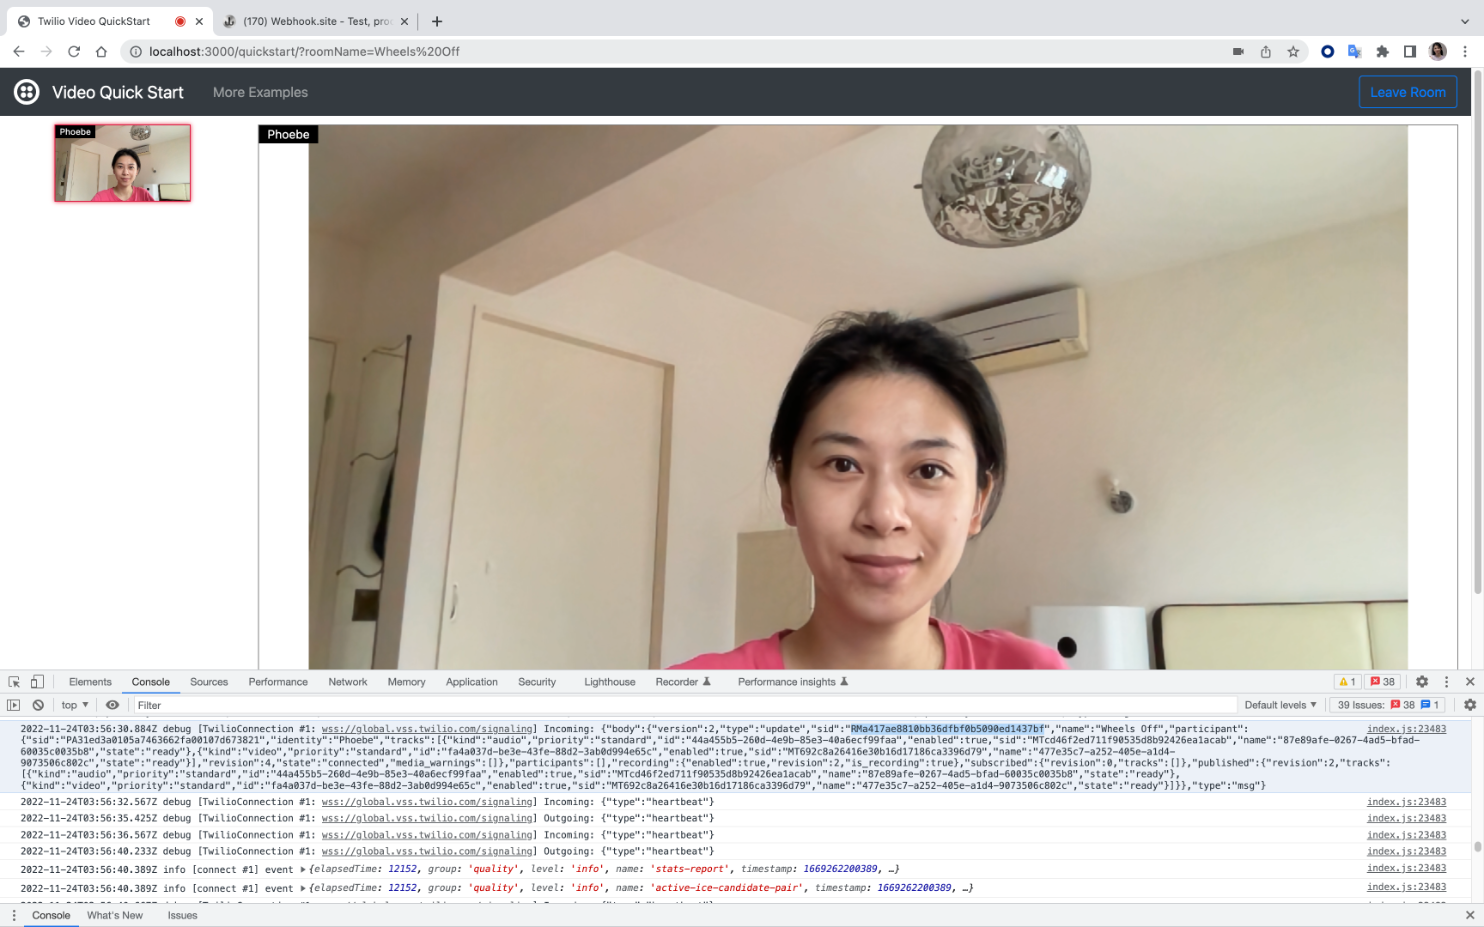 Twilio Video QuickStart
(170) Webhook.site - Test, proc
localhost:3000/quickstart/?roomName=Wheels%20Off
Video Quick Start More Examples Leave Room
Phoebe
Phoebe
Elements Console Sources Performance Network Memory Application Security Lighthouse Recorder Performance insights 1 38
top ▼ Filter Default levels ▼ 39 Issues: 38 1
2022-11-24T03:56:30.884Z debug [TwilioConnection #1: wss://global.vss.twilio.com/signaling] Incoming: {"body":{"version":2,"type":"update","sid":"RMa417ae8810bb36dfbf0b5090ed1437bf","name":"Wheels Off","participant": index.js:23483
{"sid":"PA31ed3a0105a7463662fa00107d673821","identity":"Phoebe","tracks":[{"kind":"audio","priority":"standard","id":"44a455b5-260d-4e9b-85e3-40a6ecf99faa","enabled":true,"sid":"MTcd46f2ed711f90535d8b92426ea1acab","name":"87e89afe-0267-4ad5-bfad-
60035c0035b8","state":"ready"},{"kind":"video","priority":"standard","id":"fa4a037d-be3e-43fe-88d2-3ab0d994e65c","enabled":true,"sid":"MT692c8a26416e30b16d17186ca3396d79","name":"477e35c7-a252-405e-a1d4-
9073506c802c","state":"ready"}],"revision":4,"state":"connected","media_warnings":[]},"participants":[],"recording":{"enabled":true,"revision":2,"is_recording":true},"subscribed":{"revision":0,"tracks":[]},"published":{"revision":2,"tracks":
[{"kind":"audio","priority":"standard","id":"44a455b5-260d-4e9b-85e3-40a6ecf99faa","enabled":true,"sid":"MTcd46f2ed711f90535d8b92426ea1acab","name":"87e89afe-0267-4ad5-bfad-60035c0035b8","state":"ready"},
{"kind":"video","priority":"standard","id":"fa4a037d-be3e-43fe-88d2-3ab0d994e65c","enabled":true,"sid":"MT692c8a26416e30b16d17186ca3396d79","name":"477e35c7-a252-405e-a1d4-9073506c802c","state":"ready"}]}},"type":"msg"}
2022-11-24T03:56:32.567Z debug [TwilioConnection #1: wss://global.vss.twilio.com/signaling] Incoming: {"type":"heartbeat"} index.js:23483
2022-11-24T03:56:35.425Z debug [TwilioConnection #1: wss://global.vss.twilio.com/signaling] Outgoing: {"type":"heartbeat"} index.js:23483
2022-11-24T03:56:36.567Z debug [TwilioConnection #1: wss://global.vss.twilio.com/signaling] Incoming: {"type":"heartbeat"} index.js:23483
2022-11-24T03:56:40.233Z debug [TwilioConnection #1: wss://global.vss.twilio.com/signaling] Outgoing: {"type":"heartbeat"} index.js:23483
2022-11-24T03:56:40.389Z info [connect #1] event ▶{elapsedTime: 12152, group: 'quality', level: 'info', name: 'stats-report', timestamp: 1669262200389, …} index.js:23483
2022-11-24T03:56:40.389Z info [connect #1] event ▶{elapsedTime: 12152, group: 'quality', level: 'info', name: 'active-ice-candidate-pair', timestamp: 1669262200389, …} index.js:23483
Console What's New Issues